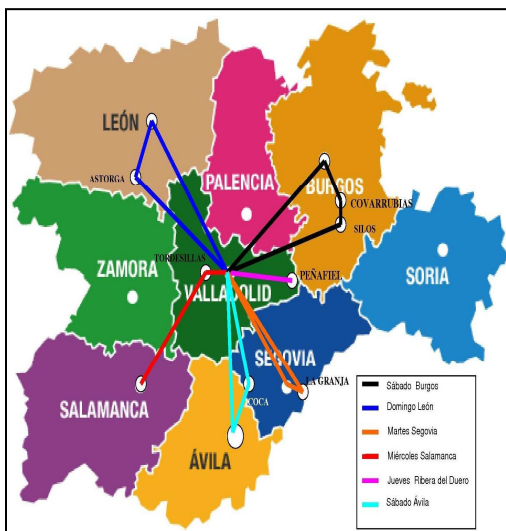 LEÓN
ASTORGA
PALENCIA
BURGOS
COVARRUBIAS
SILOS
TORDESILLAS
ZAMORA
VALLADOLID
PEÑAFIEL
SORIA
SEGOVIA
LA GRANJA
COCA
SALAMANCA
ÁVILA
Sábado Burgos
Domingo León
Martes Segovia
Miércoles Salamanca
Jueves Ribera del Duero
Sábado Ávila